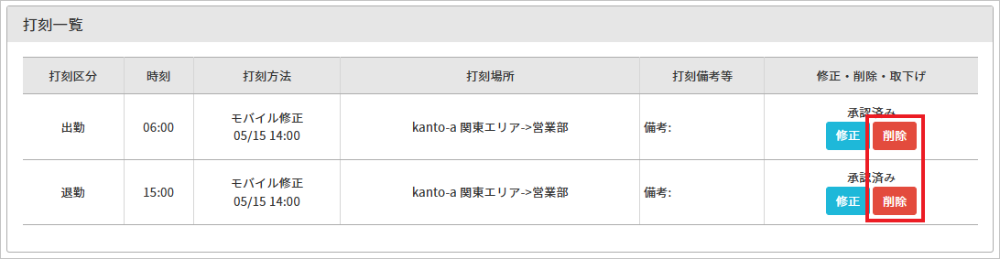 打刻一覧
打刻区分 時刻 打刻方法 打刻場所 打刻備考等 修正・削除・取下げ
出勤 06:00 モバイル修正 05/15 14:00 kanto-a 関東エリア->営業部 備考: 承認済み 修正 削除
退勤 15:00 モバイル修正 05/15 14:00 kanto-a 関東エリア->営業部 備考: 承認済み 修正 削除